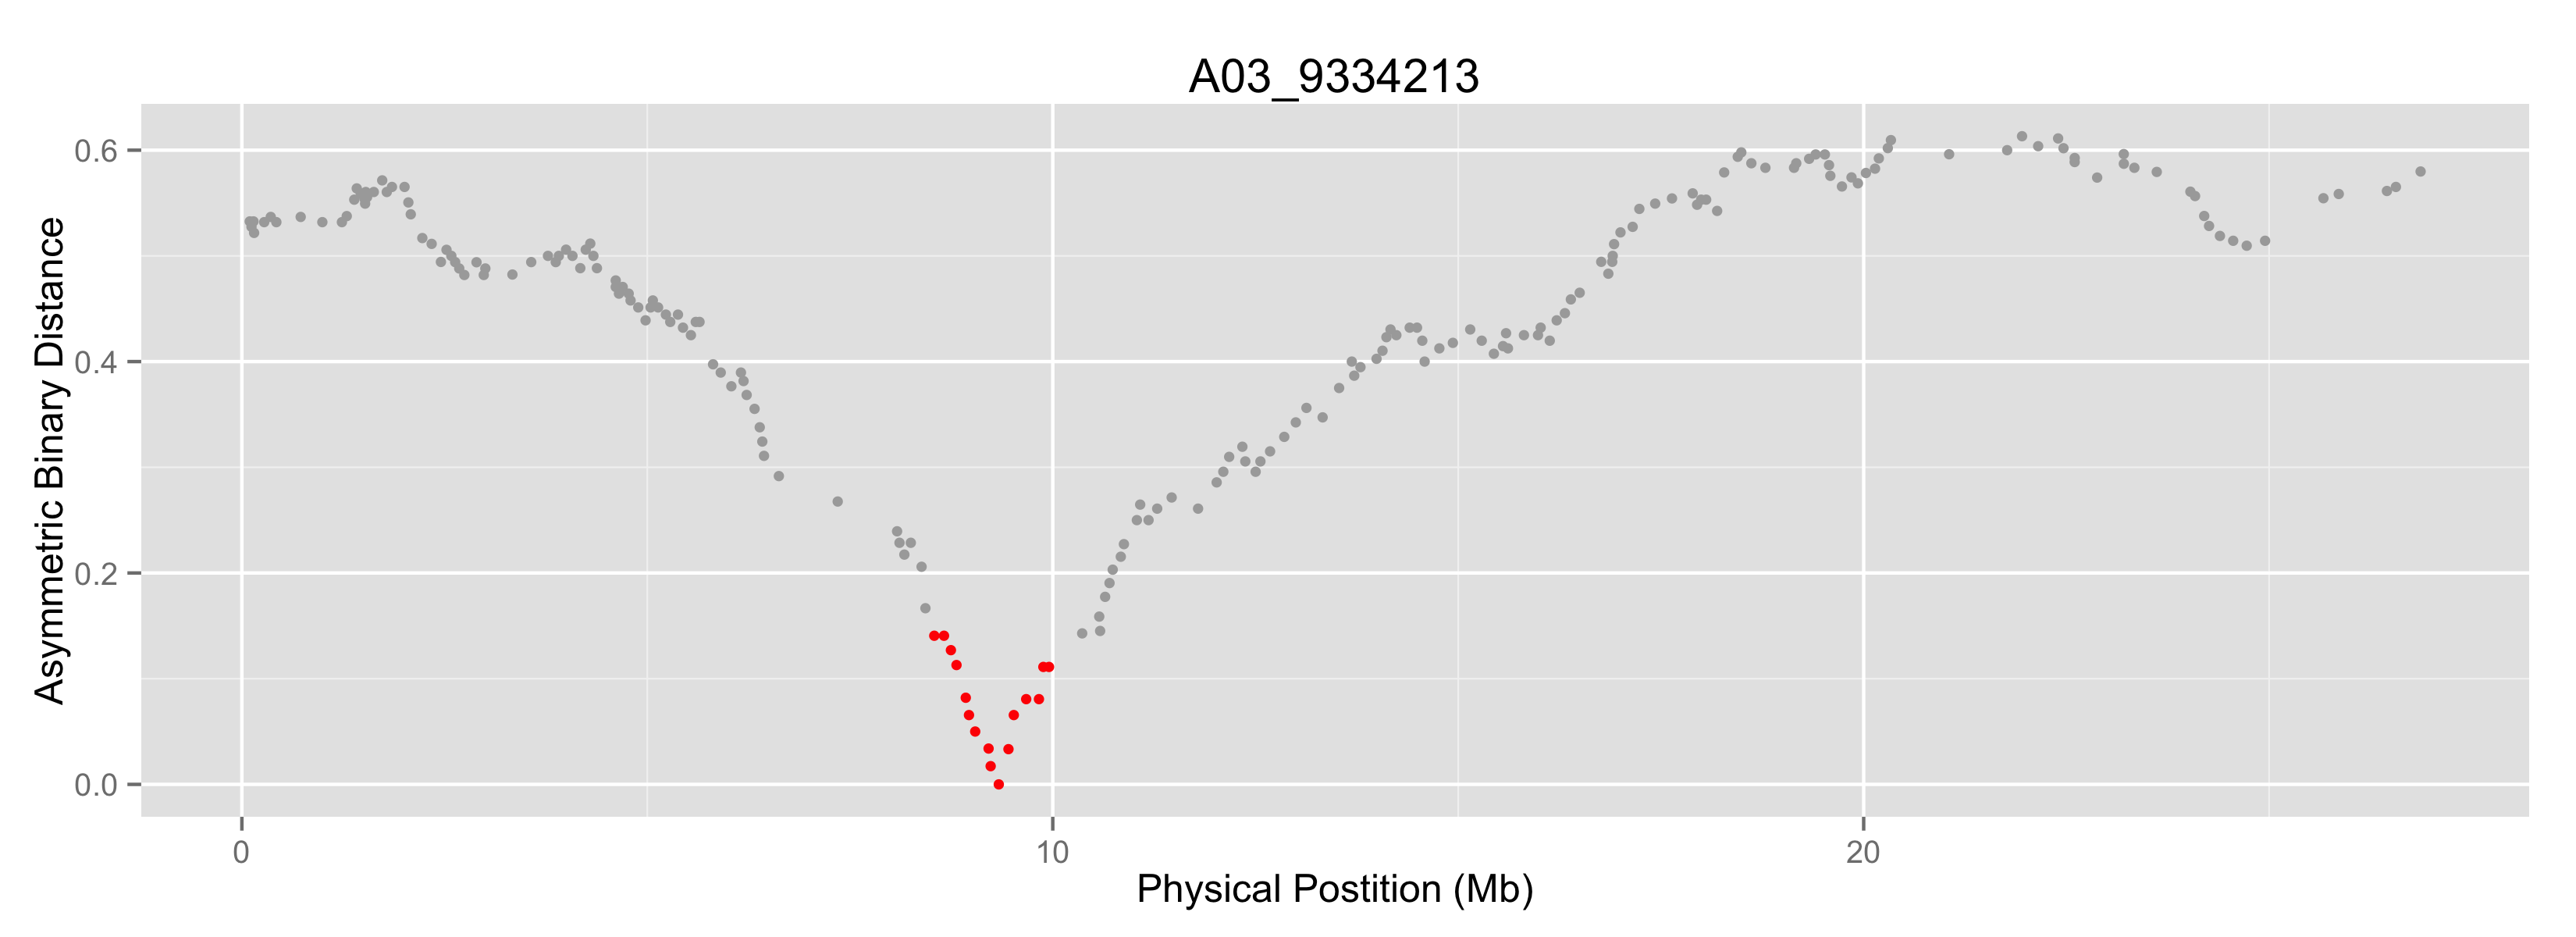 A03_9334213
Asymmetric Binary Distance
0.6
0.4
0.2
0.0
0
10
20
Physical Postition (Mb)